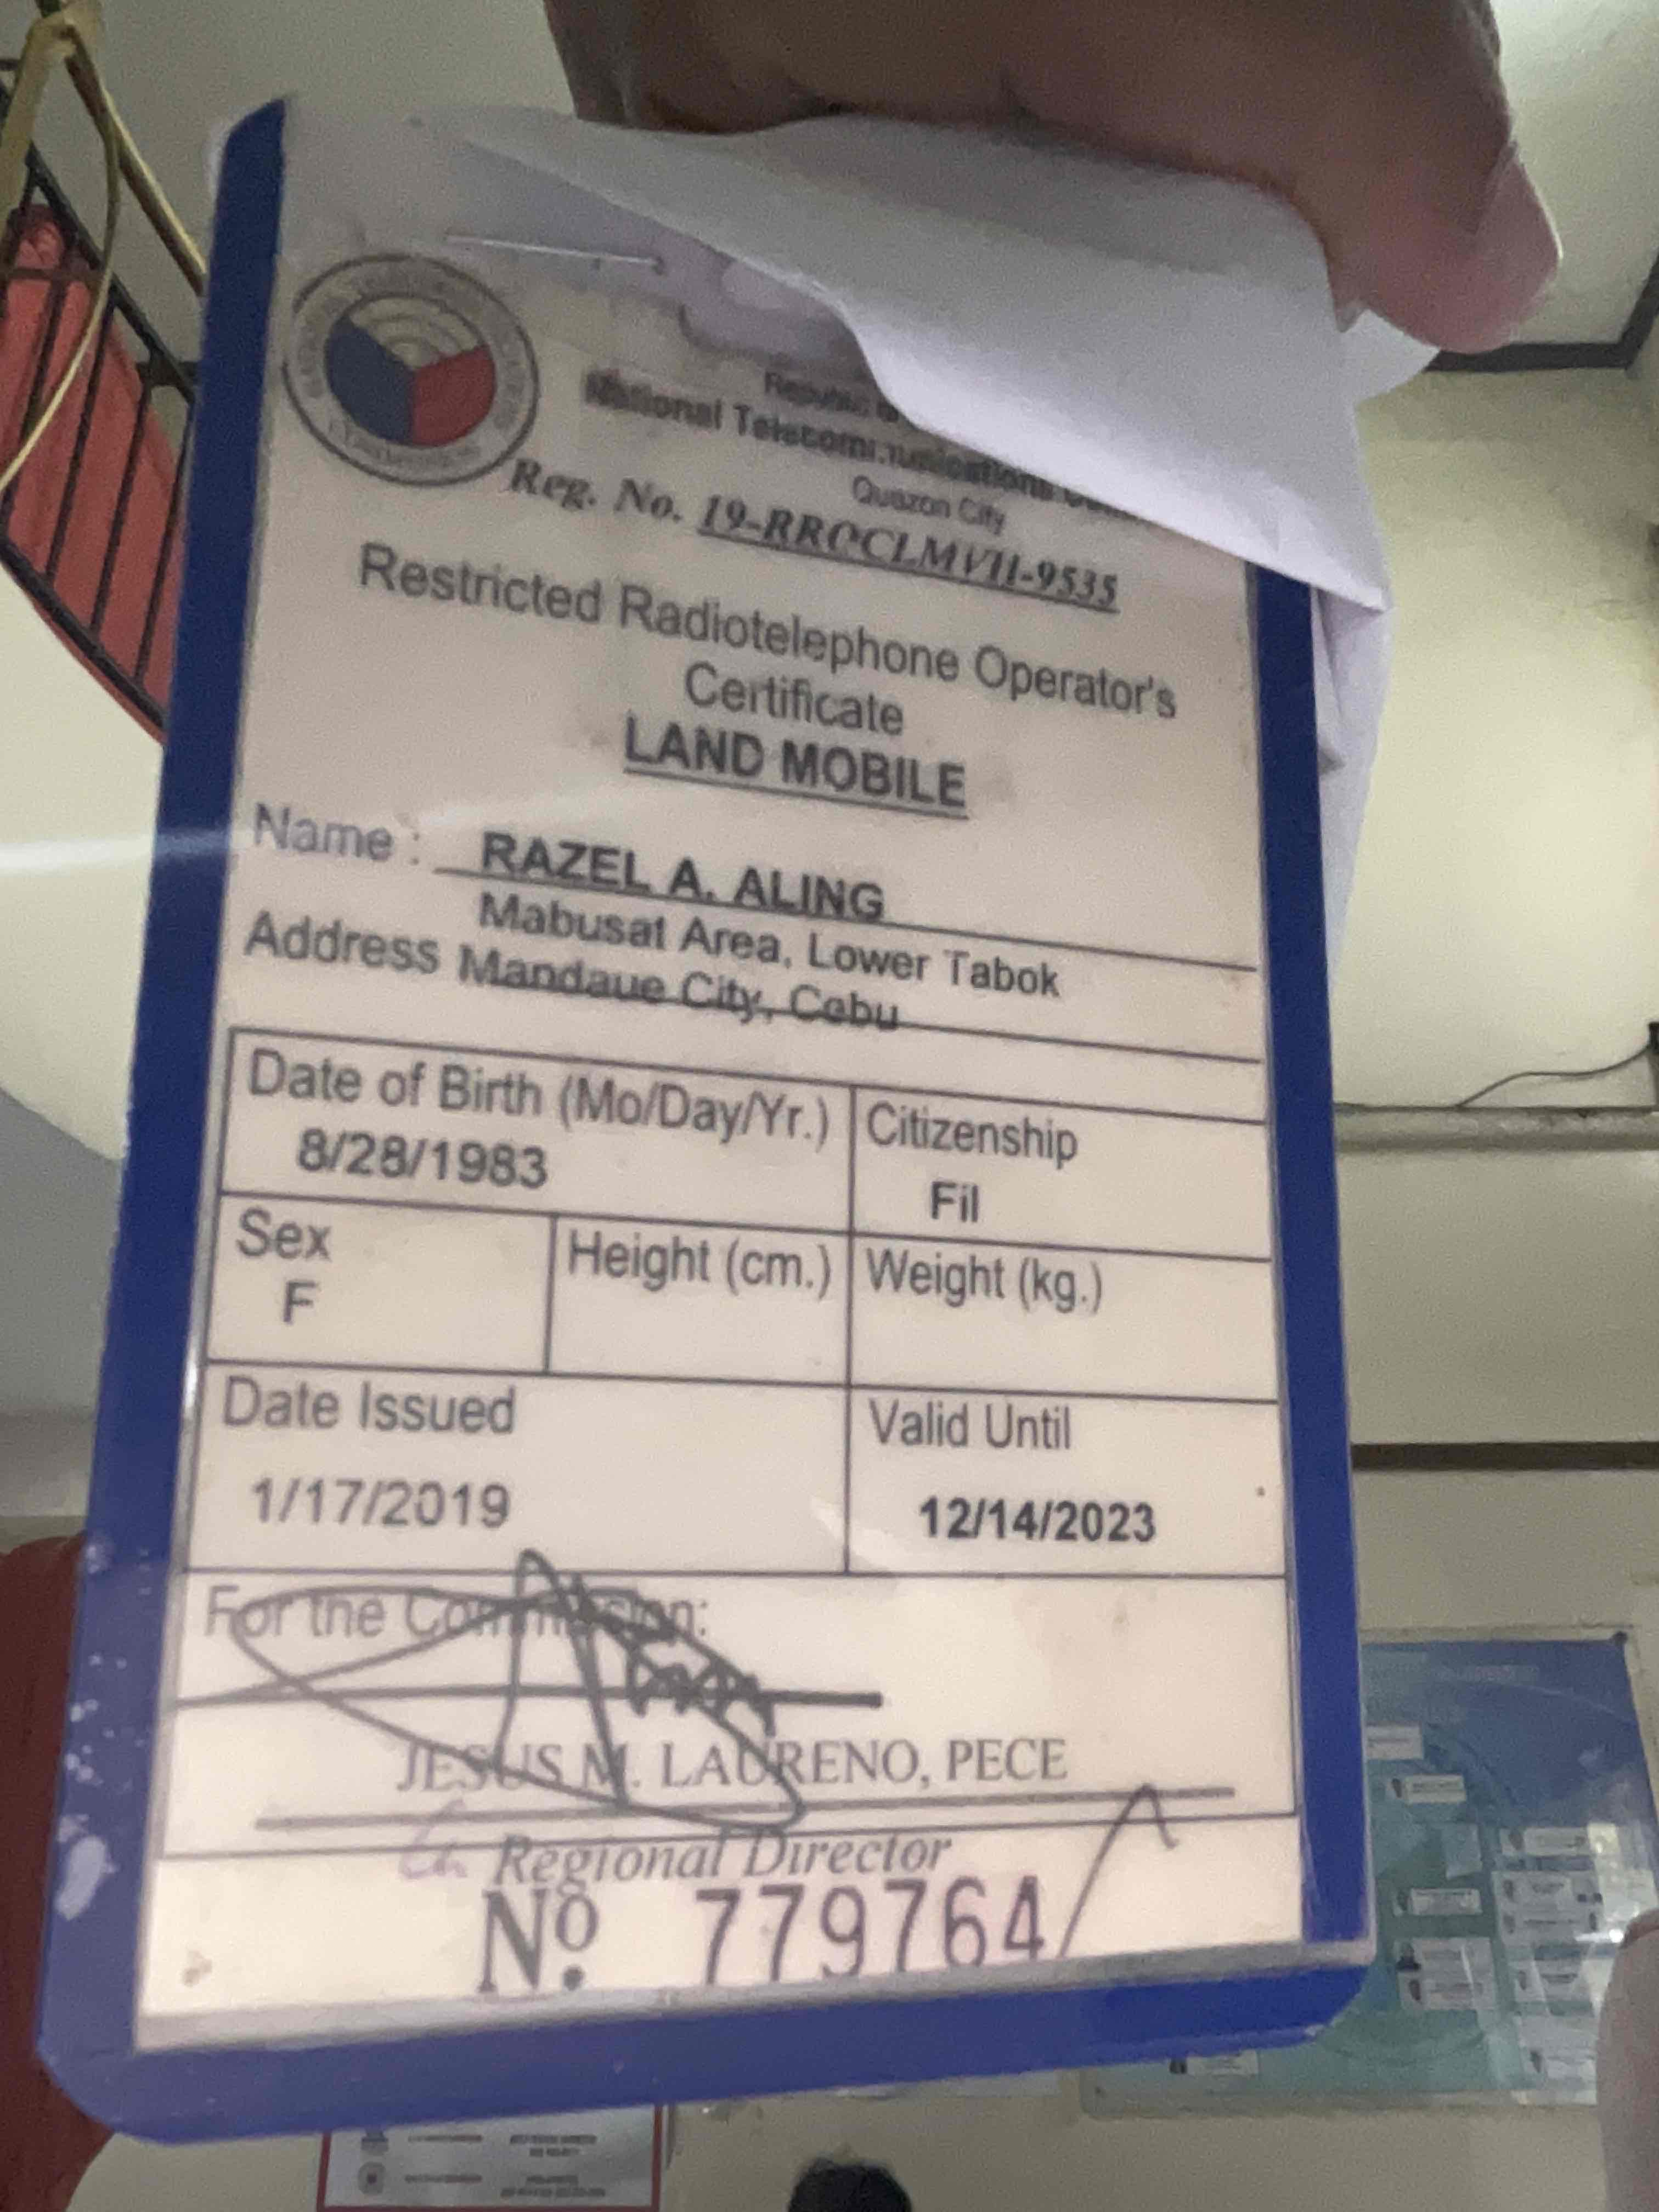 Republic of
National Telecommunications
Quezon City
Reg. No. 19-RROCLMVII-9535
Restricted Radiotelephone Operator's
Certificate
LAND MOBILE
Name : RAZEL A. ALING
Mabusat Area, Lower Tabok
Address Mandaue City, Cebu
Date of Birth (Mo/Day/Yr.) Citizenship
8/28/1983 Fil
Sex Height (cm.) Weight (kg.)
F
Date Issued Valid Until
1/17/2019 12/14/2023
For the Commission:
JESUS M. LAURENO, PECE
Regional Director
Nº. 779764